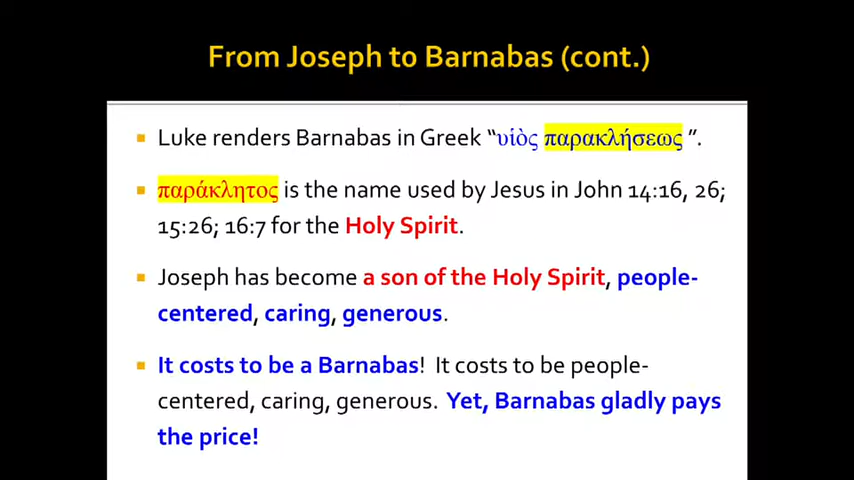 From Joseph to Barnabas (cont.)
Luke renders Barnabas in Greek “υἱὸς παρακλήσεως ”.
παράκλητος is the name used by Jesus in John 14:16, 26;
15:26; 16:7 for the Holy Spirit.
Joseph has become a son of the Holy Spirit, people-
centered, caring, generous.
It costs to be a Barnabas! It costs to be people-
centered, caring, generous. Yet, Barnabas gladly pays
the price!